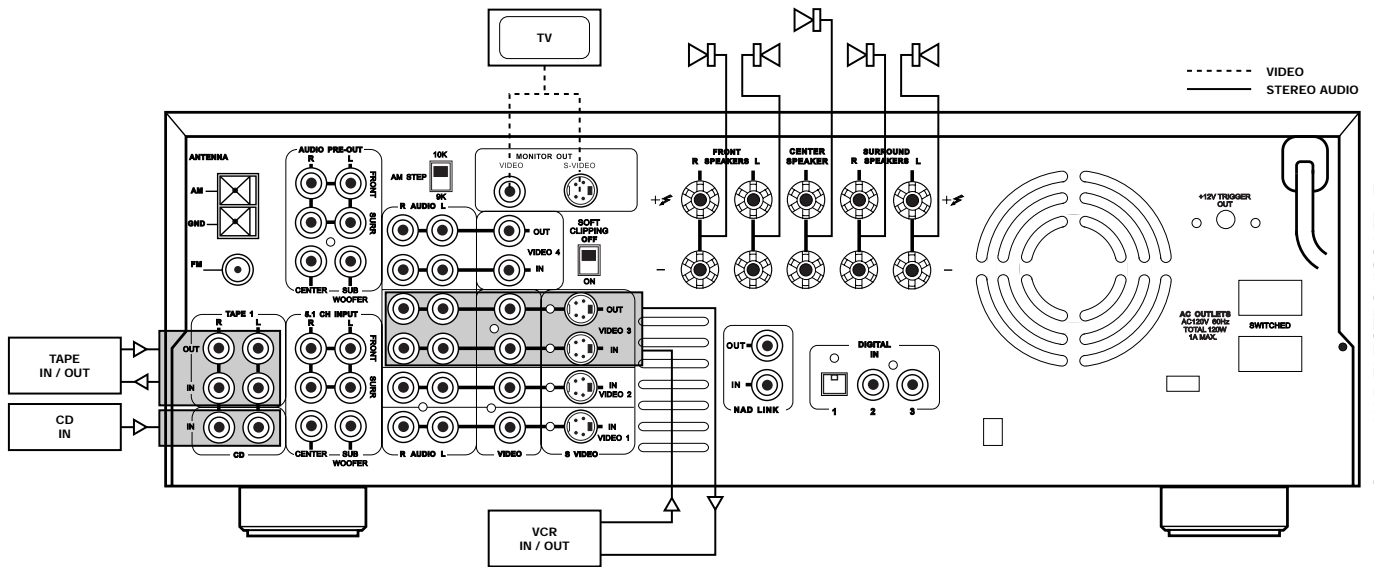 TV
VIDEO
STEREO AUDIO
ANTENNA
AM
GND
FM
AUDIO PRE-OUT
R L
FRONT
SURR
CENTER
SUB
WOOFER
10K
AM STEP
9K
MONITOR OUT
VIDEO
S-VIDEO
R AUDIO L
OUT
VIDEO 4
IN
SOFT
CLIPPING
OFF
ON
FRONT
R SPEAKERS L
CENTER
SPEAKER
SURROUND
R SPEAKERS L
+
+
–
–
+12V TRIGGER
OUT
AC OUTLETS
AC120V 60Hz
TOTAL 120W
1A MAX.
SWITCHED
TAPE
IN / OUT
CD
IN
TAPE 1
R L
OUT
IN
IN
CD
5.1 CH INPUT
R L
FRONT
SURR
CENTER
SUB
WOOFER
OUT
VIDEO 3
IN
IN
VIDEO 2
IN
VIDEO 1
R AUDIO L
VIDEO
S VIDEO
OUT
IN
NAD LINK
DIGITAL
IN
1
2
3
VCR
IN / OUT